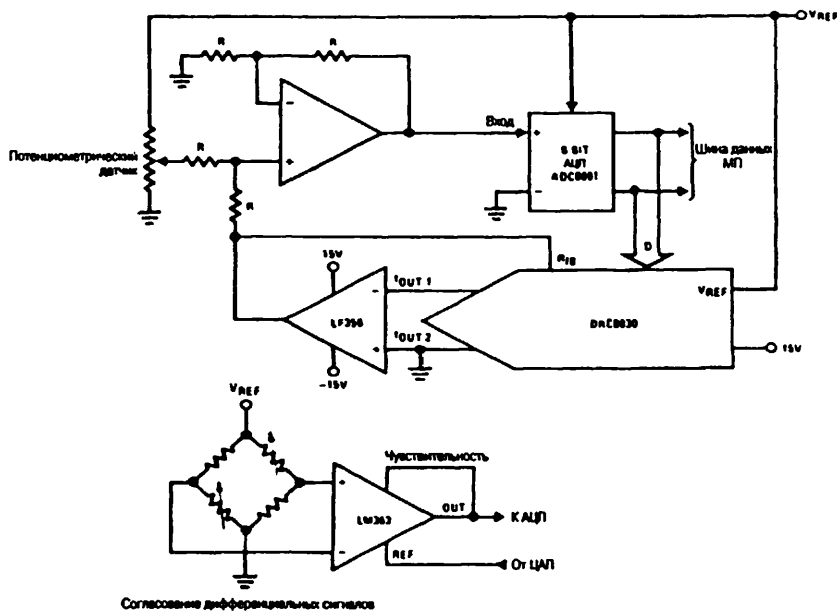 VREF
R
R
Вход
8 BIT
АЦП
ADC0801
Шина данных
МП
Потенциометрический
датчик
R
R
D
Rfb
15V
IOUT 1
VREF
LF356
DAC0830
IOUT 2
15V
−15V
VREF
Чувствительность
LM363
OUT
К АЦП
REF
От ЦАП
Согласование дифференциальных сигналов